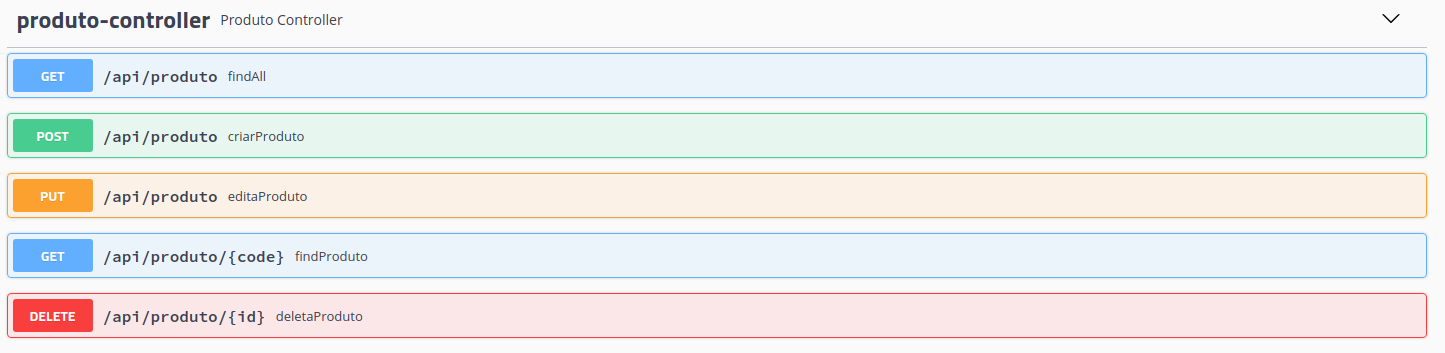 produto-controller Produto Controller
GET /api/produto findAll
POST /api/produto criarProduto
PUT /api/produto editaProduto
GET /api/produto/{code} findProduto
DELETE /api/produto/{id} deletaProduto